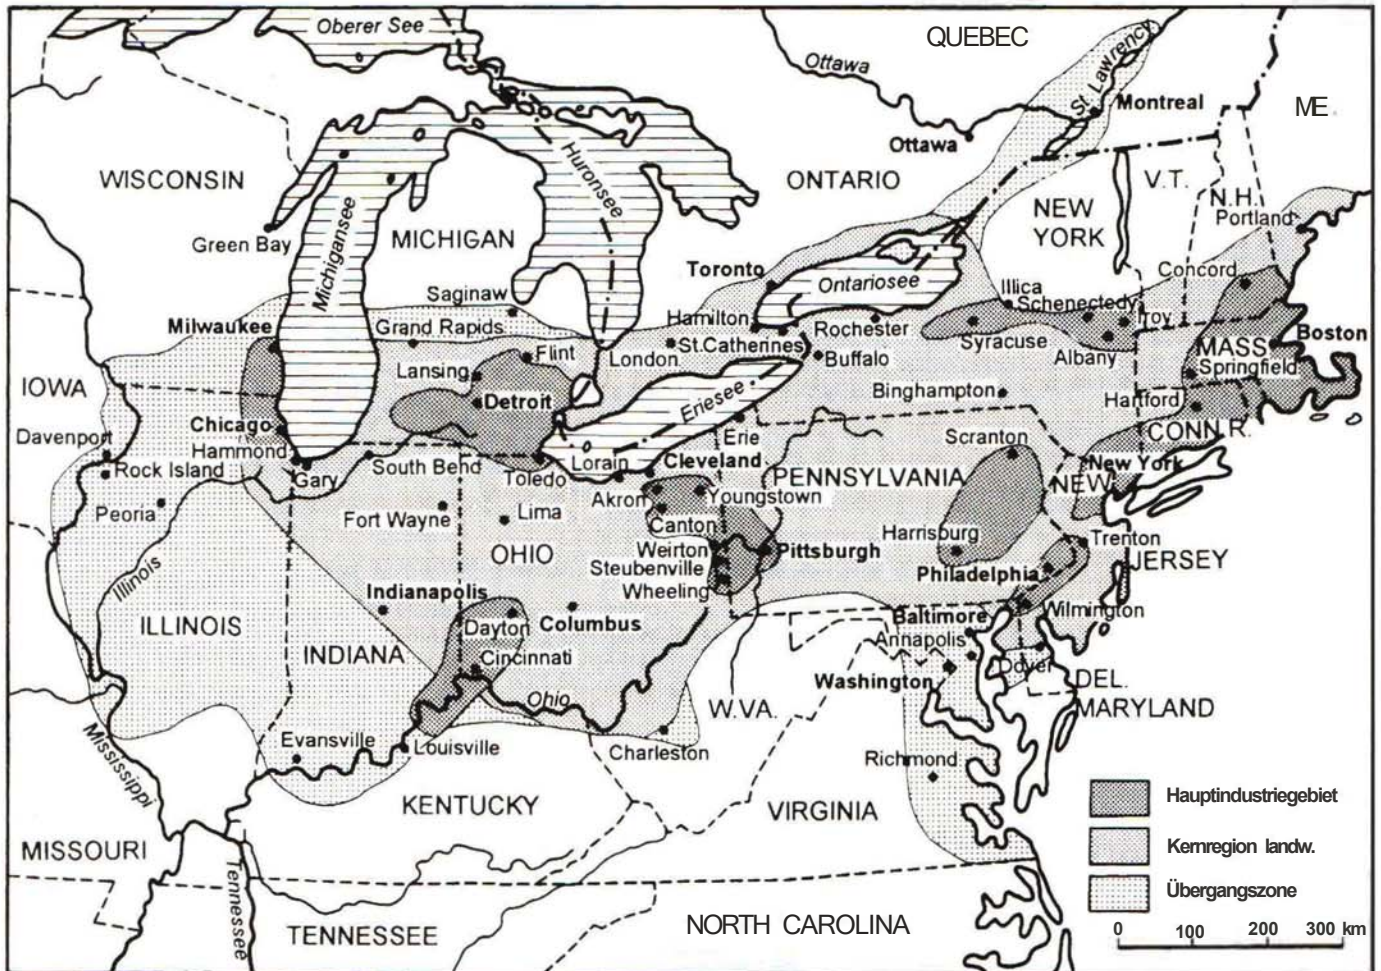 Oberer See
QUEBEC
Ottawa
St. Lawrency
Montreal
ME.
Ottawa
WISCONSIN
Huronsee
ONTARIO
V.T.
N.H.
NEW
YORK
Portland
Green Bay
Michigansee
MICHIGAN
Toronto
Ontariosee
Concord
Saginaw
Illica
Schenectedy
Troy
Milwaukee
Grand Rapids
Hamilton
Rochester
Boston
Flint
London
St.Catherines
Buffalo
Syracuse
Albany
MASS
Springfield
Lansing
IOWA
Detroit
Eriesee
Binghampton
Hartford
Chicago
Erie
CONN.
R.
Davenport
Hammond
Scranton
Rock Island
Gary
South Behd
Toledo
Lorain
Cleveland
PENNSYLVANIA
New York
NEW
Peoria
Akron
Youngstown
Fort Wayne
Lima
Canton
Harrisburg
OHIO
Weirton
Pittsburgh
Trenton
Steubenville
JERSEY
Illinois
Wheeling
Philadelphia
Indianapolis
Wilmington
ILLINOIS
Dayton
Columbus
Baltimore
Annapolis
INDIANA
Cincinnati
Dover
Washington
DEL.
Ohio
W.VA.
MARYLAND
Mississippi
Evansville
Louisville
Charleston
Richmond
KENTUCKY
VIRGINIA
Hauptindustriegebiet
MISSOURI
Kernregion landw.
Tennessee
Übergangszone
TENNESSEE
NORTH CAROLINA
0 100 200 300 km